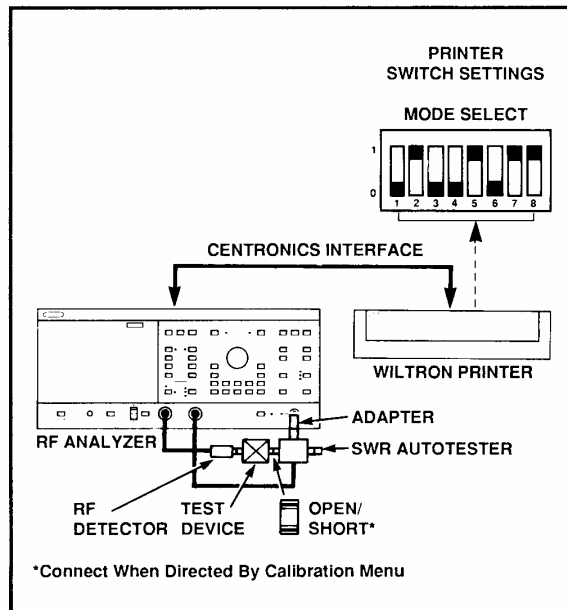 PRINTER
SWITCH SETTINGS
MODE SELECT
1
0
1 2 3 4 5 6 7 8
CENTRONICS INTERFACE
WILTRON PRINTER
RF ANALYZER
ADAPTER
SWR AUTOTESTER
RF
DETECTOR
TEST
DEVICE
OPEN/
SHORT*
*Connect When Directed By Calibration Menu